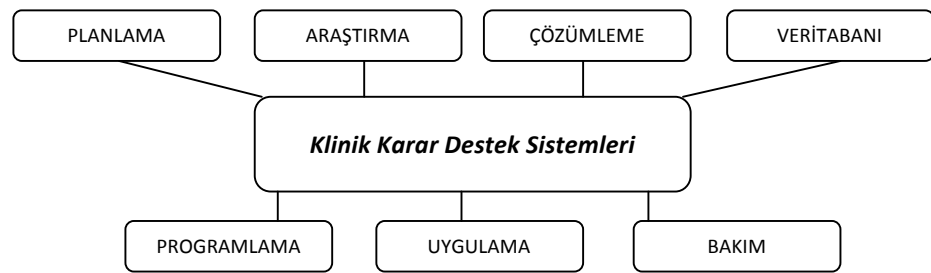 PLANLAMA
ARAŞTIRMA
ÇÖZÜMLEME
VERİTABANI
Klinik Karar Destek Sistemleri
PROGRAMLAMA
UYGULAMA
BAKIM